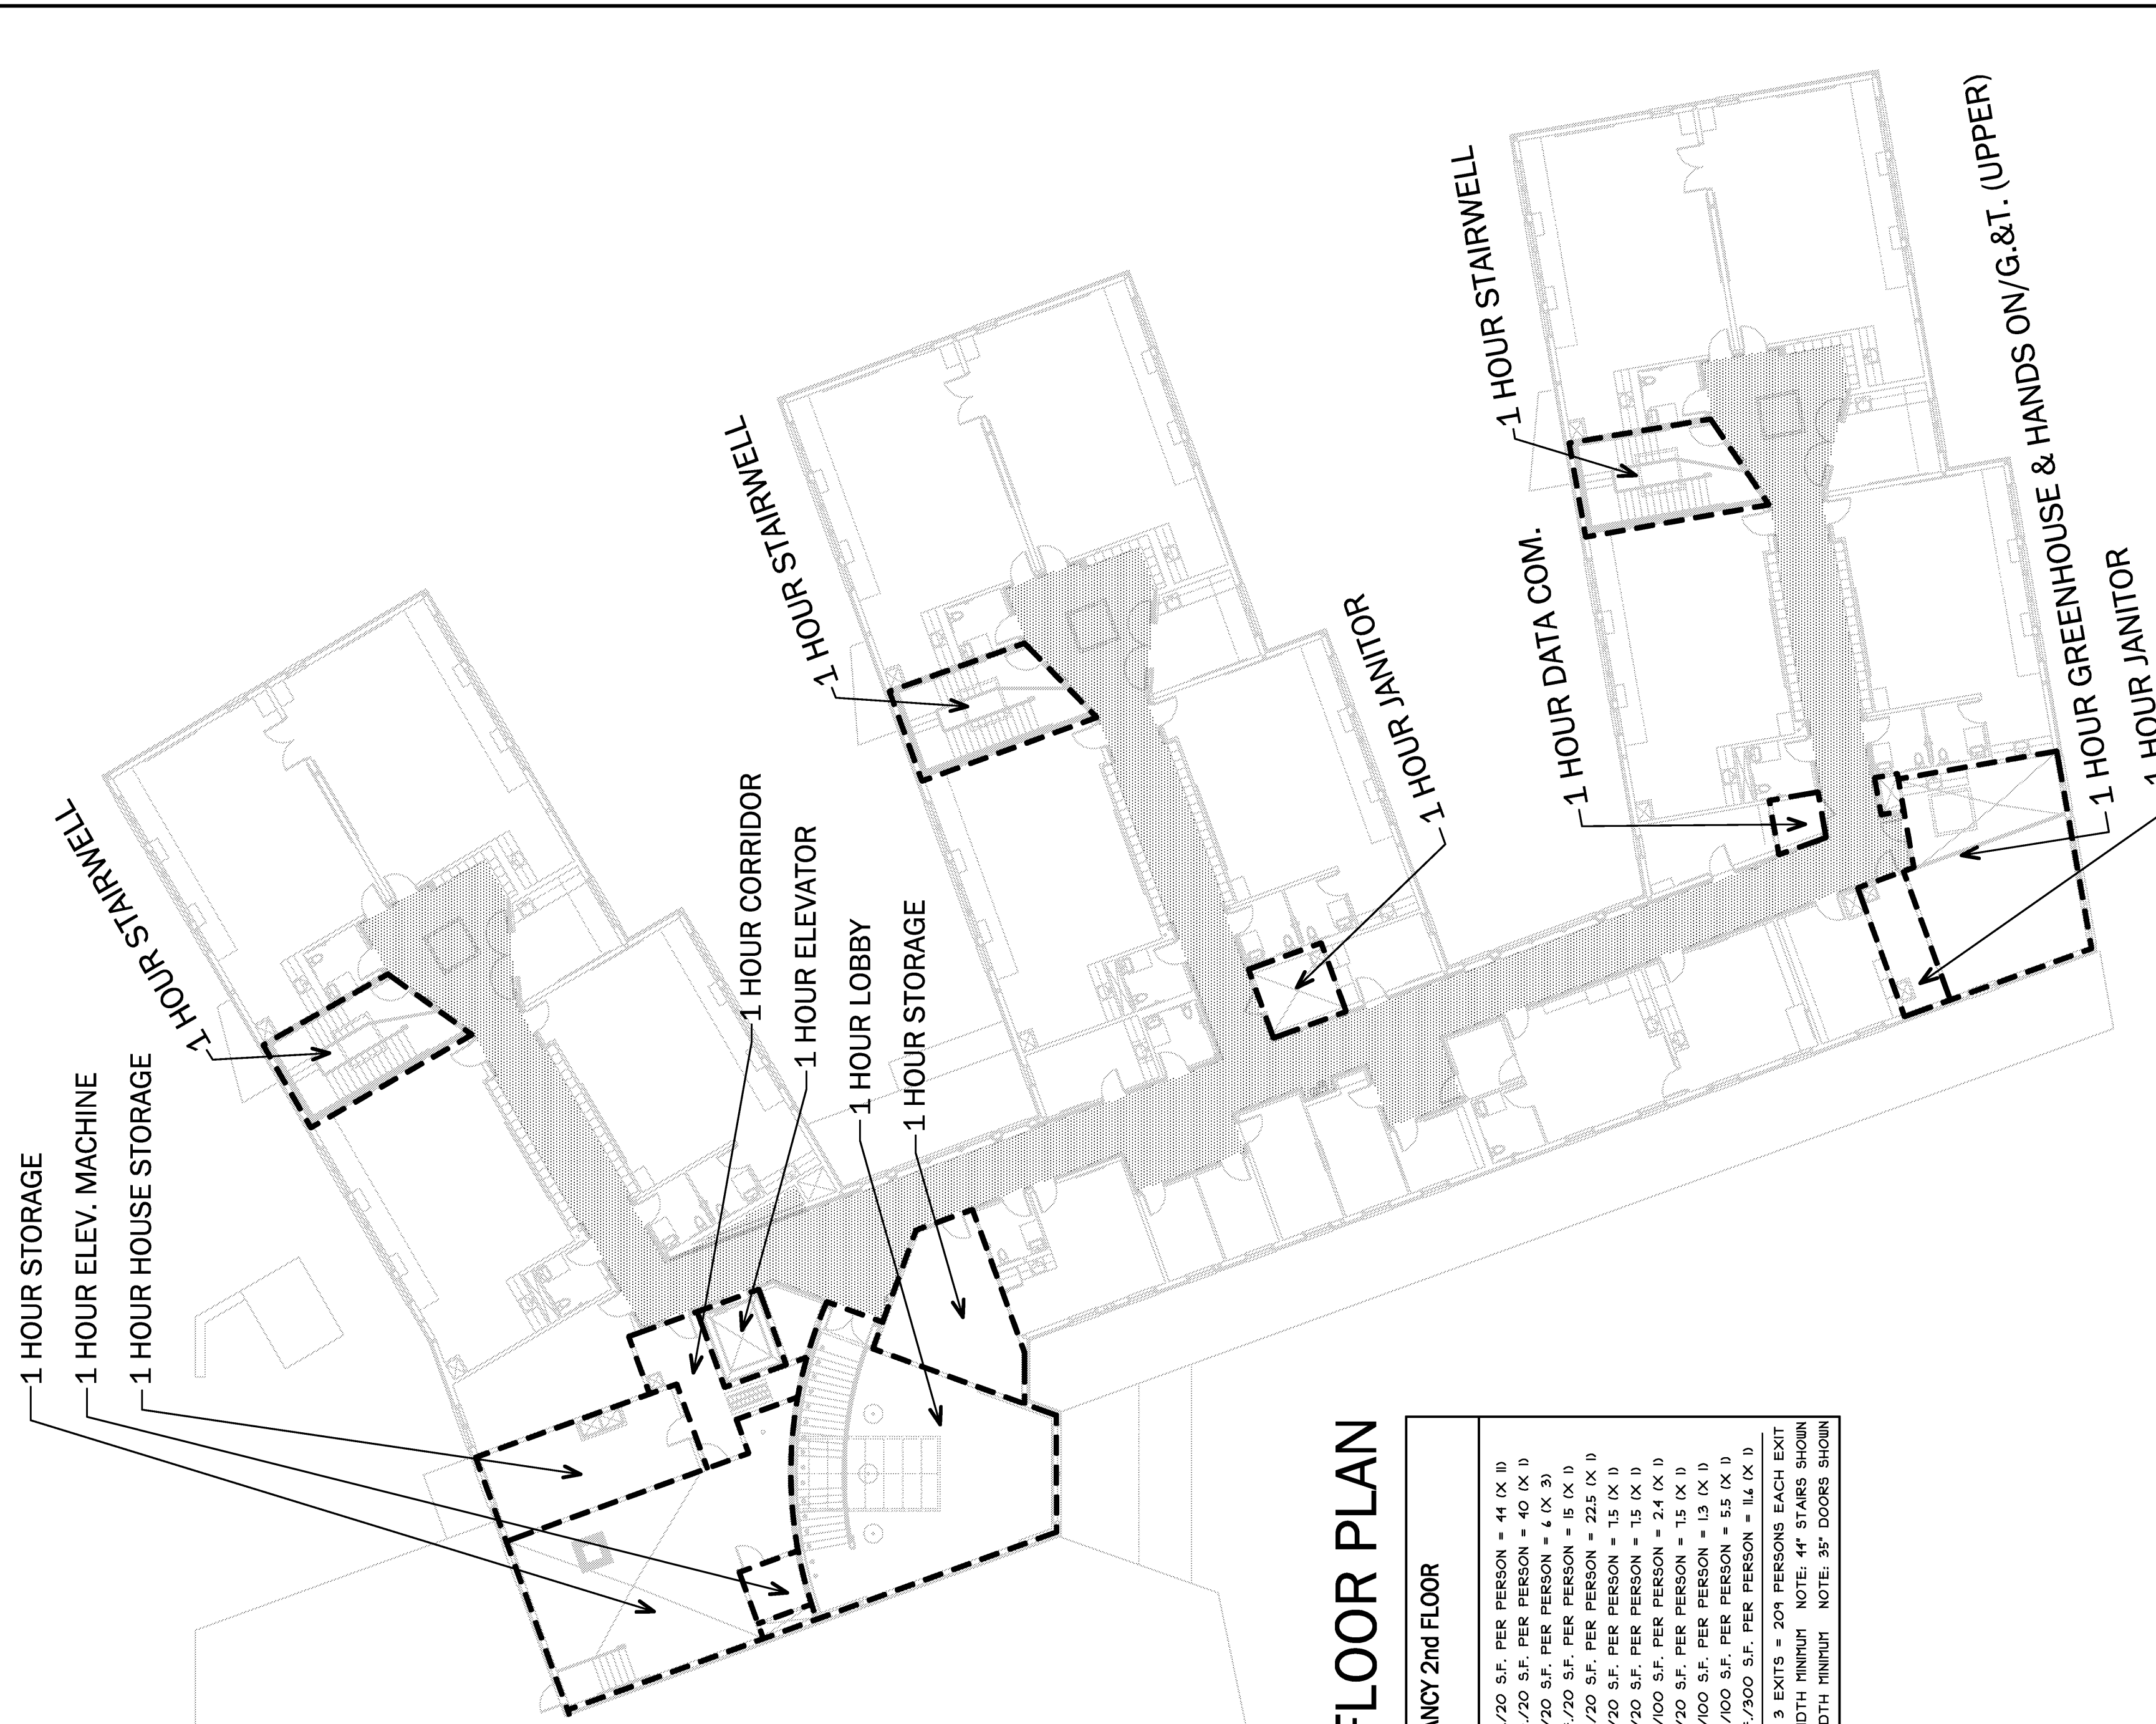 1 HOUR STORAGE
1 HOUR ELEV. MACHINE
1 HOUR HOUSE STORAGE
1 HOUR STAIRWELL
1 HOUR CORRIDOR
1 HOUR ELEVATOR
1 HOUR LOBBY
1 HOUR STORAGE
1 HOUR STAIRWELL
1 HOUR JANITOR
1 HOUR STAIRWELL
1 HOUR DATA COM.
1 HOUR GREENHOUSE & HANDS ON/G.&T. (UPPER)
1 HOUR JANITOR
FLOOR PLAN
ANCY 2nd FLOOR
/20 S.F. PER PERSON = 44 (X 11)
/20 S.F. PER PERSON = 40 (X 1)
/20 S.F. PER PERSON = 6 (X 3)
/20 S.F. PER PERSON = 15 (X 1)
/20 S.F. PER PERSON = 22.5 (X 1)
/20 S.F. PER PERSON = 7.5 (X 1)
/20 S.F. PER PERSON = 7.5 (X 1)
/100 S.F. PER PERSON = 2.4 (X 1)
/20 S.F. PER PERSON = 7.5 (X 1)
/100 S.F. PER PERSON = 1.3 (X 1)
/100 S.F. PER PERSON = 5.5 (X 1)
/300 S.F. PER PERSON = 11.6 (X 1)
3 EXITS = 209 PERSONS EACH EXIT
DTH MINIMUM NOTE: 44" STAIRS SHOWN
DTH MINIMUM NOTE: 35" DOORS SHOWN